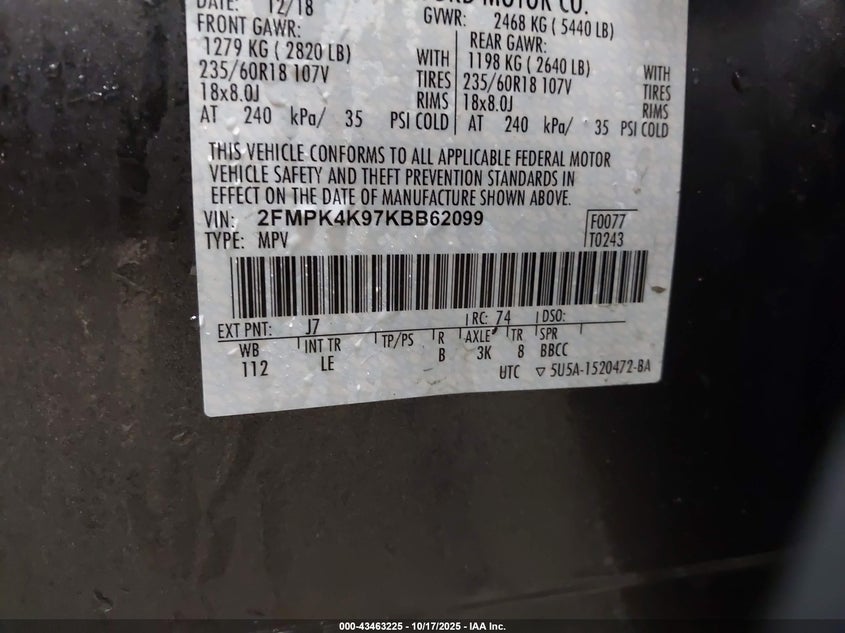 DATE: 12/18
FORD MOTOR CO.
FRONT GAWR:
GVWR: 2468 KG ( 5440 LB)
1279 KG ( 2820 LB) WITH
REAR GAWR:
1198 KG ( 2640 LB) WITH
235/60R18 107V TIRES
235/60R18 107V TIRES
18x8.0J RIMS
18x8.0J RIMS
AT 240 kPa/ 35 PSI COLD
AT 240 kPa/ 35 PSI COLD
THIS VEHICLE CONFORMS TO ALL APPLICABLE FEDERAL MOTOR
VEHICLE SAFETY AND THEFT PREVENTION STANDARDS IN
EFFECT ON THE DATE OF MANUFACTURE SHOWN ABOVE.
VIN: 2FMPK4K97KBB62099
F0077
TYPE: MPV
T0243
EXT PNT: J7 RC: 74 DSO:
WB INT TR TP/PS R AXLE TR SPR
112 LE B 3K 8 BBCC
UTC ▽ 5U5A-1520472-BA
000-43463225 - 10/17/2025 - IAA Inc.